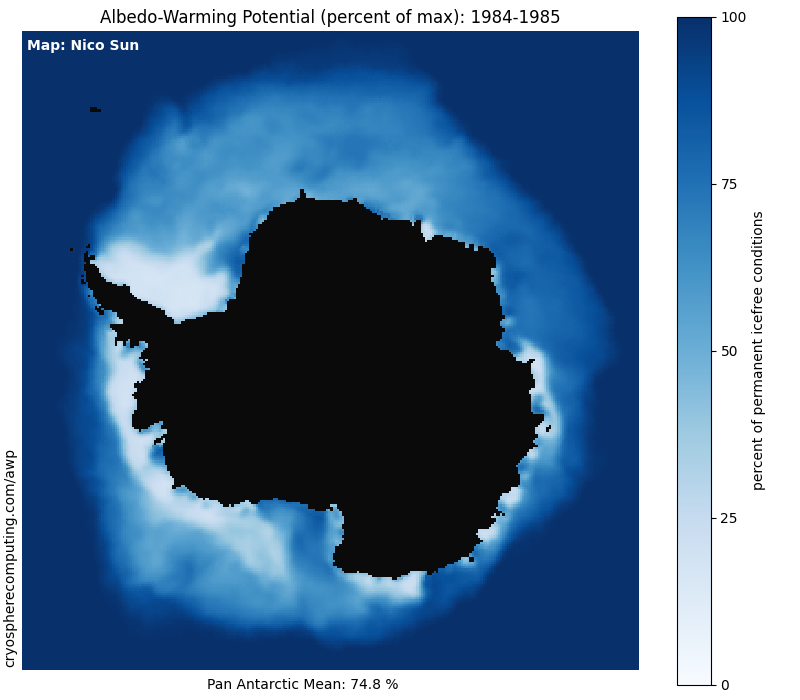 Albedo-Warming Potential (percent of max): 1984-1985
Map: Nico Sun
100
75
50
25
0
percent of permanent icefree conditions
cryospherecomputing.com/awp
Pan Antarctic Mean: 74.8 %